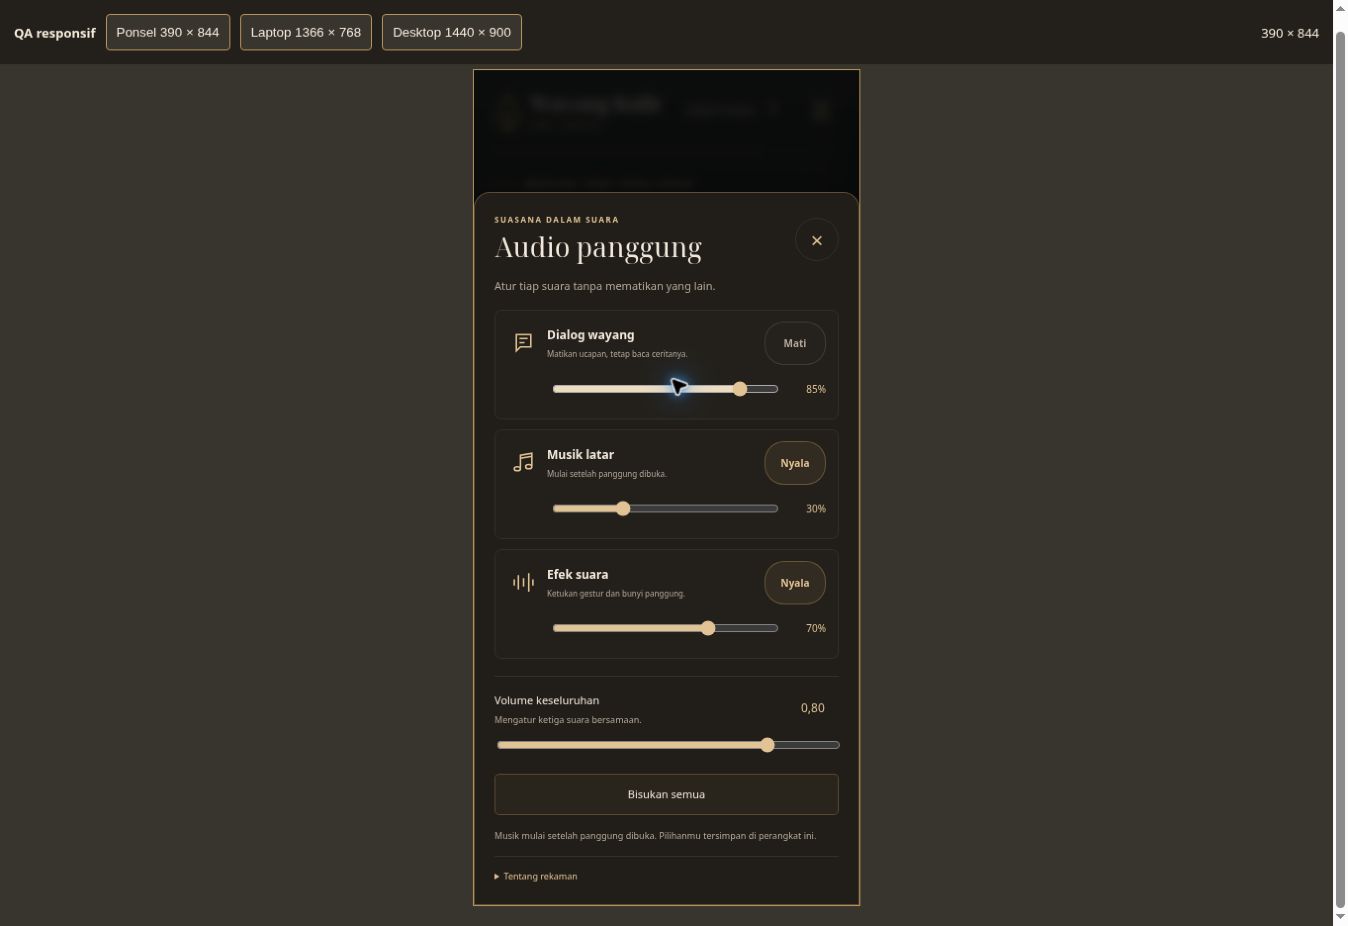 QA responsif
Ponsel 390 × 844
Laptop 1366 × 768
Desktop 1440 × 900
390 × 844
SUASANA DALAM SUARA
Audio panggung
Atur tiap suara tanpa mematikan yang lain.
Dialog wayang
Mati
Matikan ucapan, tetap baca ceritanya.
85%
Musik latar
Nyala
Mulai setelah panggung dibuka.
30%
Efek suara
Nyala
Ketukan gestur dan bunyi panggung.
70%
Volume keseluruhan
0,80
Mengatur ketiga suara bersamaan.
Bisukan semua
Musik mulai setelah panggung dibuka. Pilihanmu tersimpan di perangkat ini.
Tentang rekaman